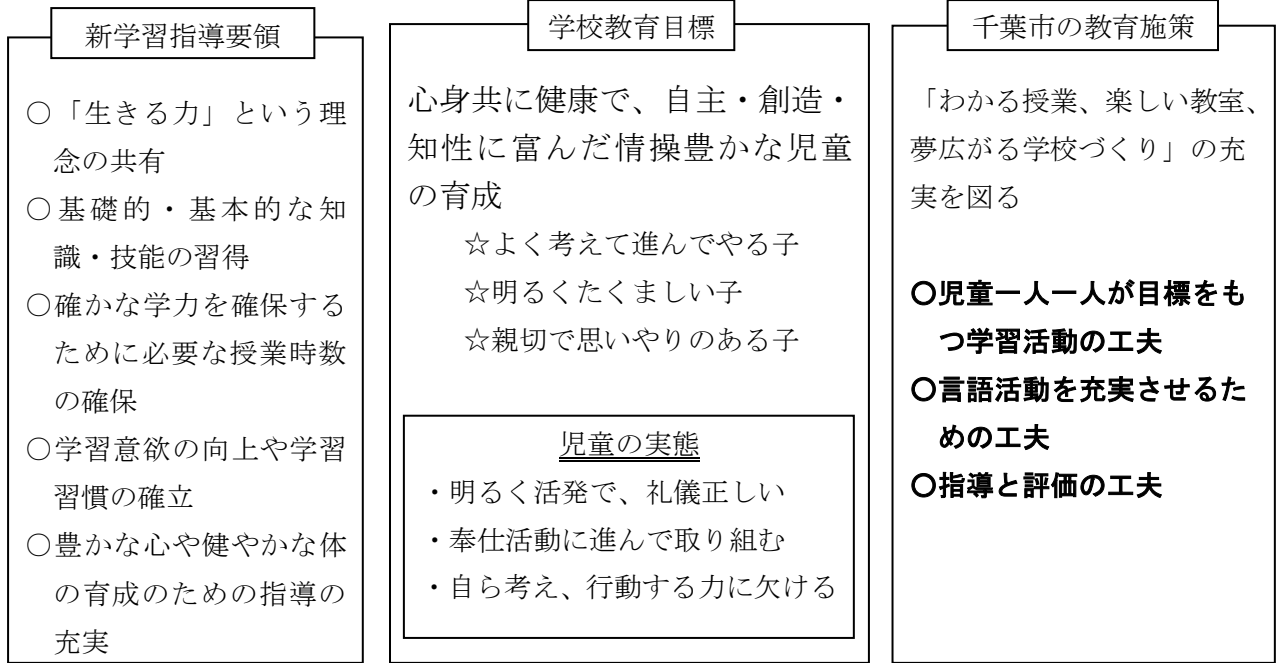 新学習指導要領
○「生きる力」という理
念の共有
○基礎的・基本的な知
識・技能の習得
○確かな学力を確保する
ために必要な授業時数
の確保
○学習意欲の向上や学習
習慣の確立
○豊かな心や健やかな体
の育成のための指導の
充実
学校教育目標
心身共に健康で、自主・創造・
知性に富んだ情操豊かな児童
の育成
☆よく考えて進んでやる子
☆明るくたくましい子
☆親切で思いやりのある子
児童の実態
・明るく活発で、礼儀正しい
・奉仕活動に進んで取り組む
・自ら考え、行動する力に欠ける
千葉市の教育施策
「わかる授業、楽しい教室、
夢広がる学校づくり」の充
実を図る
○児童一人一人が目標をも
つ学習活動の工夫
○言語活動を充実させるた
めの工夫
○指導と評価の工夫